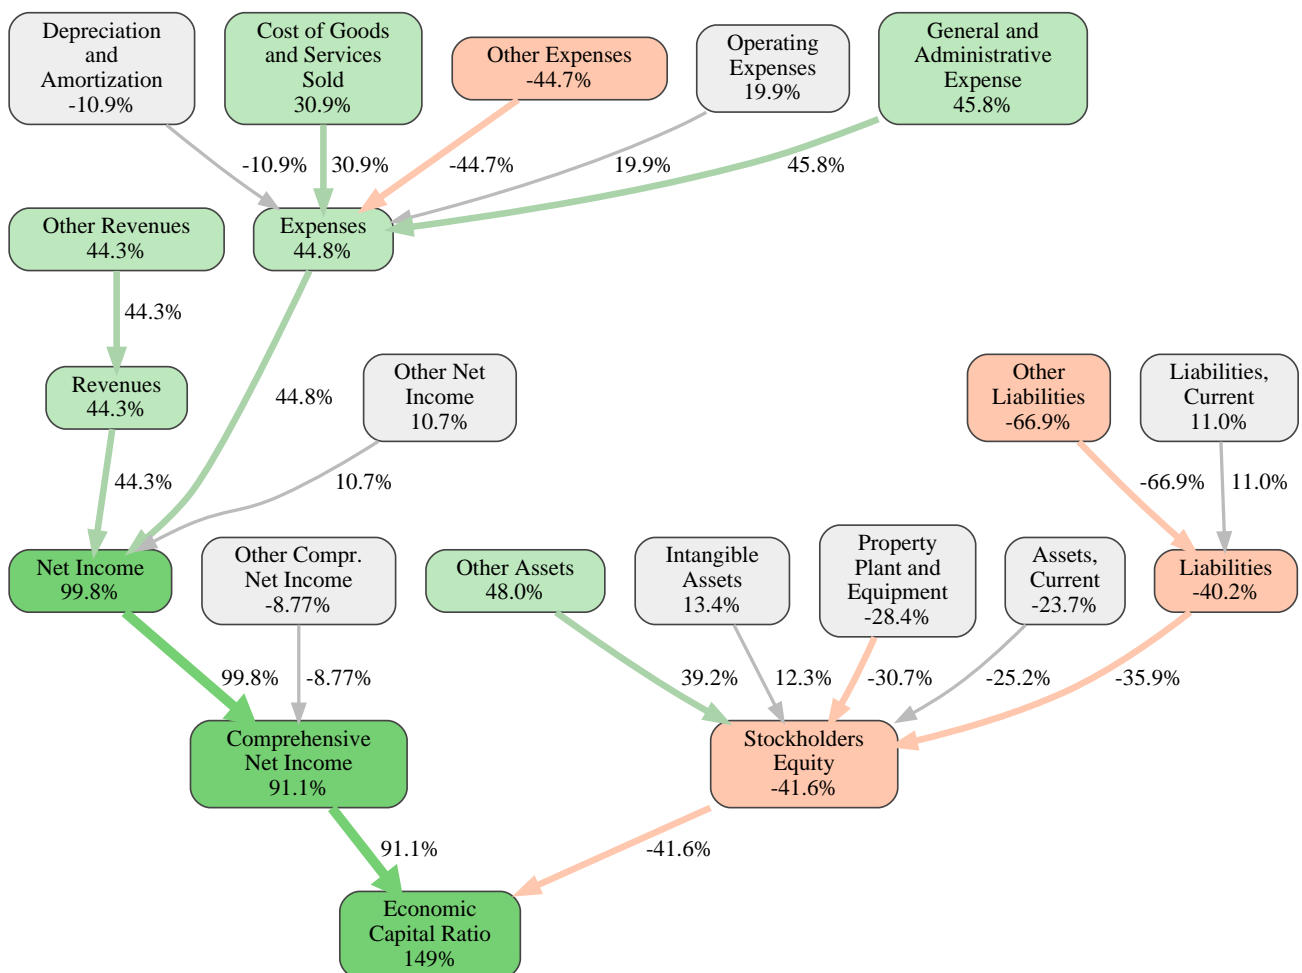 Depreciation
and
Amortization
-10.9%
Cost of Goods
and Services
Sold
30.9%
Other Expenses
-44.7%
Operating
Expenses
19.9%
General and
Administrative
Expense
45.8%
-10.9%
30.9%
-44.7%
19.9%
45.8%
Other Revenues
44.3%
Expenses
44.8%
44.3%
Revenues
44.3%
44.8%
Other Net
Income
10.7%
Other
Liabilities
-66.9%
Liabilities,
Current
11.0%
44.3%
10.7%
-66.9%
11.0%
Net Income
99.8%
Other Compr.
Net Income
-8.77%
Other Assets
48.0%
Intangible
Assets
13.4%
Property
Plant and
Equipment
-28.4%
Assets,
Current
-23.7%
Liabilities
-40.2%
99.8%
-8.77%
39.2%
12.3%
-30.7%
-25.2%
-35.9%
Comprehensive
Net Income
91.1%
Stockholders
Equity
-41.6%
91.1%
-41.6%
Economic
Capital Ratio
149%